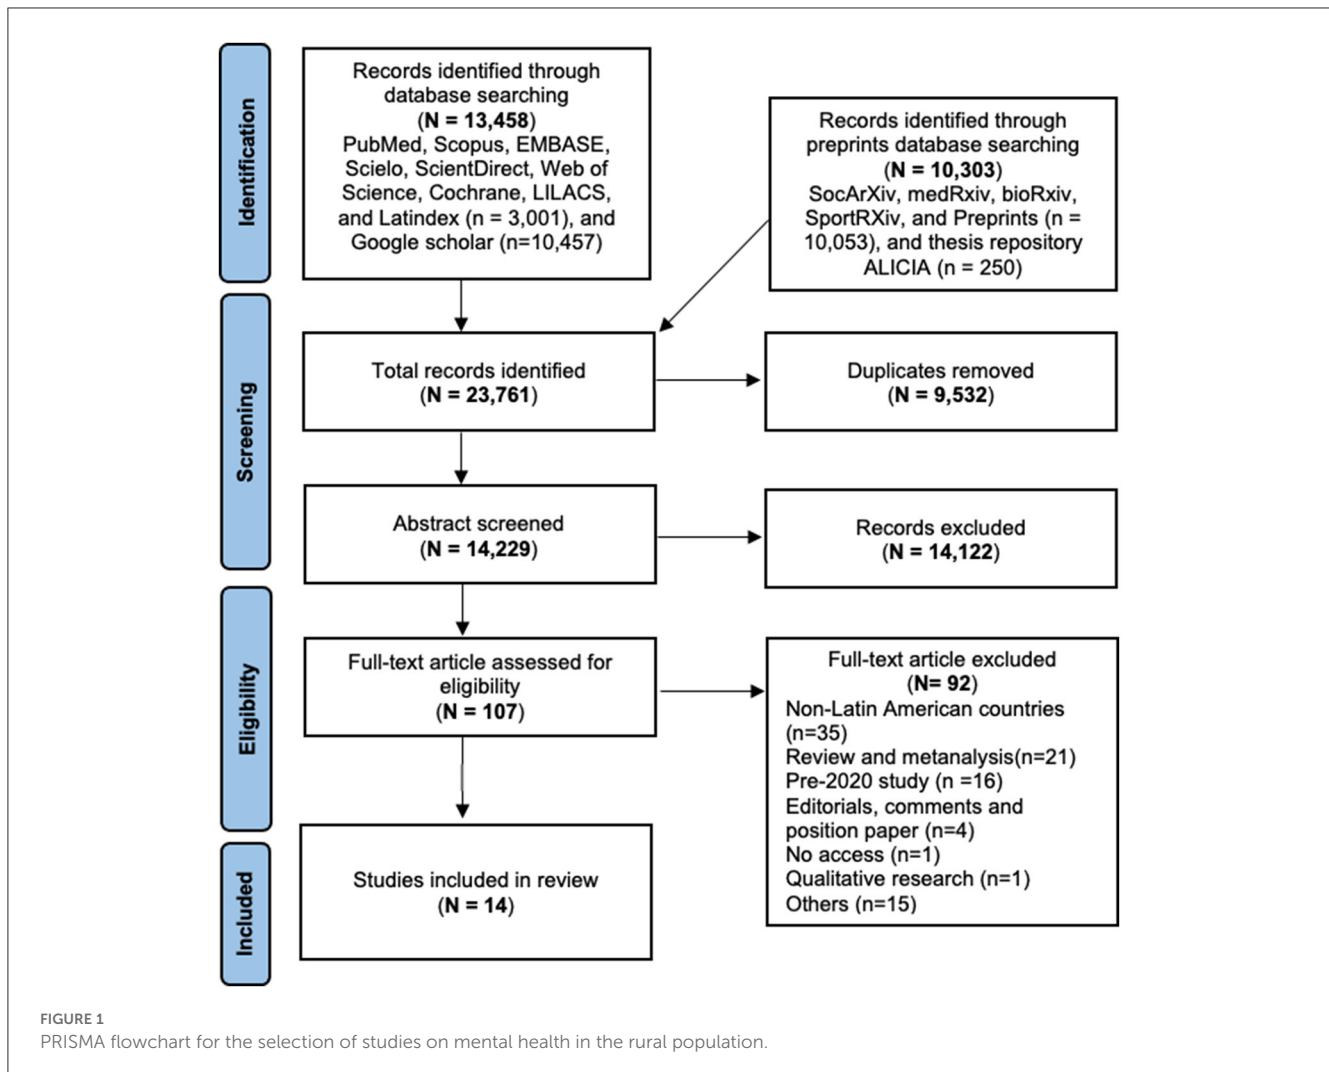 Identification
Records identified through
database searching
(N = 13,458)
PubMed, Scopus, EMBASE,
Scielo, ScientDirect, Web of
Science, Cochrane, LILACS,
and Latindex (n = 3,001), and
Google scholar (n=10,457)
Records identified through
preprints database searching
(N = 10,303)
SocArXiv, medRxiv, bioRxiv,
SportRXiv, and Preprints (n =
10,053), and thesis repository
ALICIA (n = 250)
Screening
Total records identified
(N = 23,761)
Duplicates removed
(N = 9,532)
Abstract screened
(N = 14,229)
Records excluded
(N = 14,122)
Eligibility
Full-text article assessed for
eligibility
(N = 107)
Full-text article excluded
(N= 92)
Non-Latin American countries
(n=35)
Review and metanalysis(n=21)
Pre-2020 study (n =16)
Editorials, comments and
position paper (n=4)
No access (n=1)
Qualitative research (n=1)
Others (n=15)
Included
Studies included in review
(N = 14)
FIGURE 1
PRISMA flowchart for the selection of studies on mental health in the rural population.